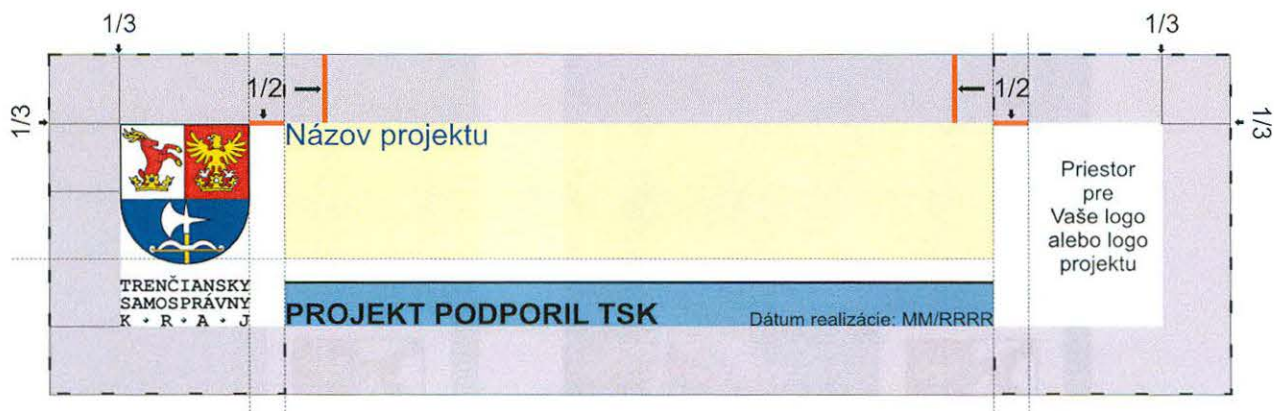 1/3
1/3
1/2
1/2
1/3
1/3
Názov projektu
Priestor
pre
Vaše logo
alebo logo
projektu
TRENČIANSKY
SAMOSPRÁVNY
K • R • A • J
PROJEKT PODPORIL TSK
Dátum realizácie: MM/RRRR